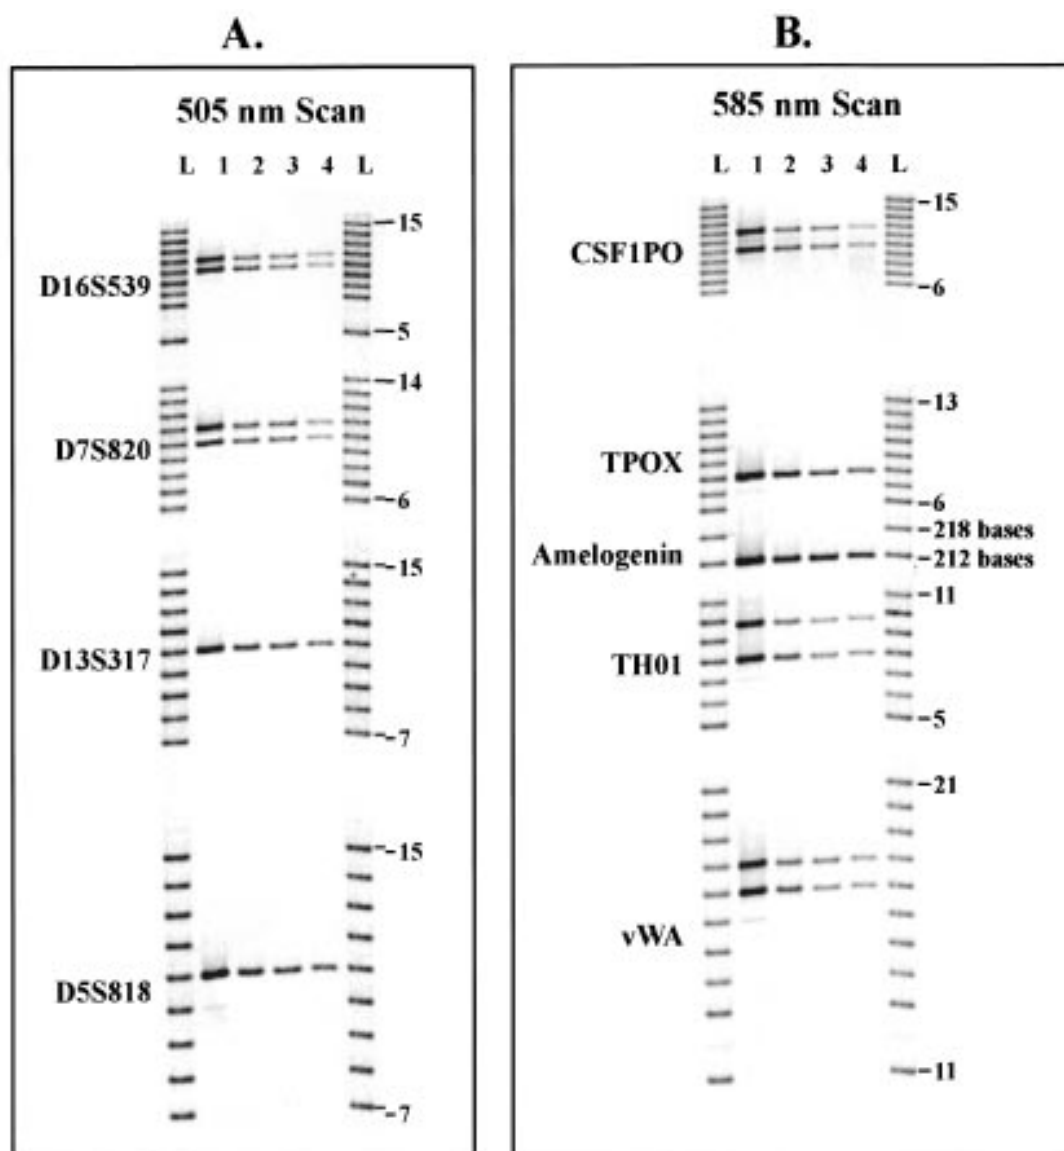 A.
505 nm Scan
L 1 2 3 4 L
D16S539
-15
-5
D7S820
-14
-6
D13S317
-15
-7
D5S818
-15
-7
B.
585 nm Scan
L 1 2 3 4 L
CSF1PO
-15
-6
TPOX
-13
-6
Amelogenin
-218 bases
-212 bases
TH01
-11
-5
vWA
-21
-11